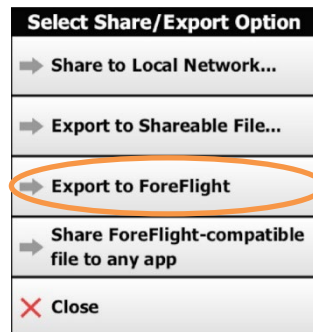 Select Share/Export Option
Share to Local Network...
Export to Shareable File...
Export to ForeFlight
Share ForeFlight-compatible
file to any app
Close